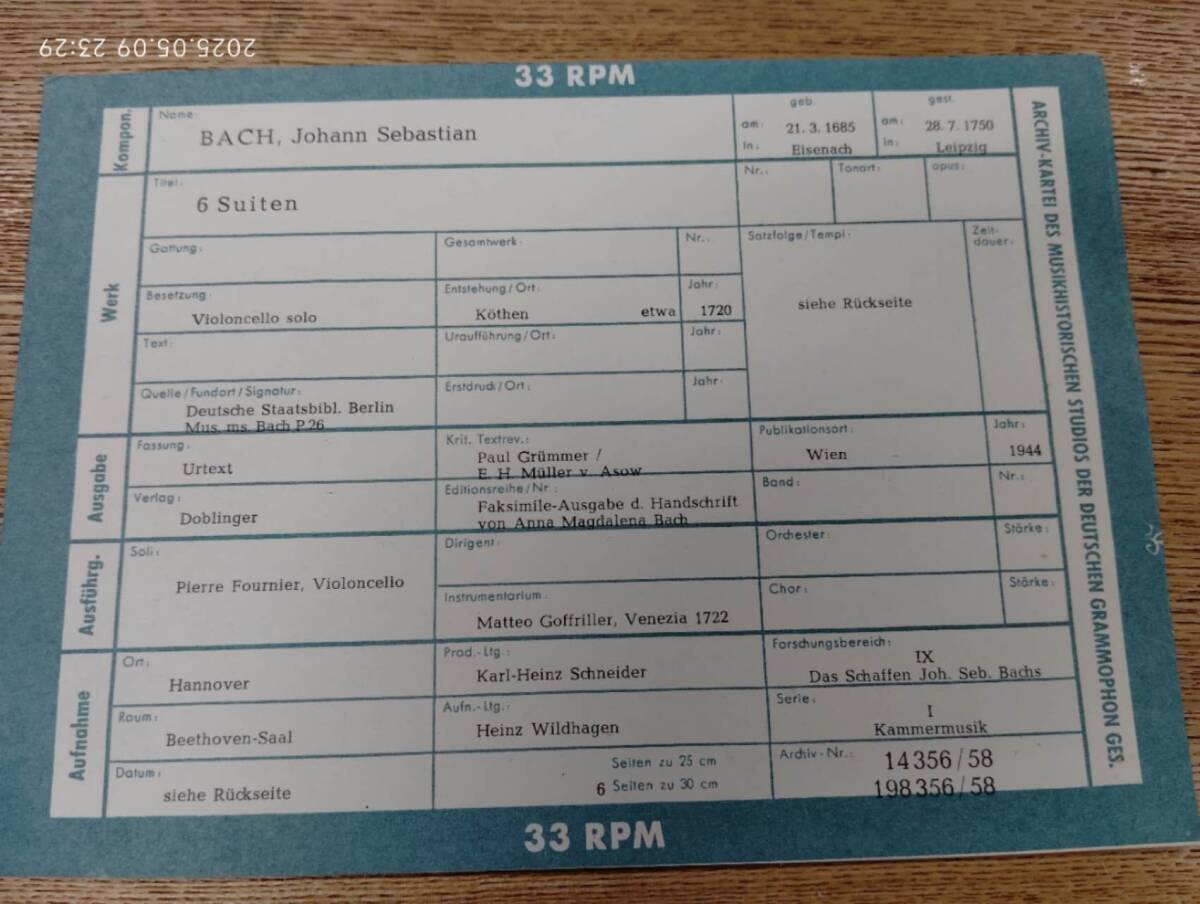 2025.05.09 23:29
33 RPM
Kompon.
Name:
BACH, Johann Sebastian
geb.
am: 21. 3. 1685
in: Eisenach
gest.
am: 28. 7. 1750
in: Leipzig
Werk
Titel:
6 Suiten
Nr.:
Tonart:
opus:
Gattung:
Gesamtwerk:
Nr.:
Satzfolge/Tempi:
siehe Rückseite
Zeit-
dauer:
Besetzung:
Violoncello solo
Entstehung/Ort:
Köthen etwa
Jahr:
1720
Text:
Uraufführung/Ort:
Jahr:
Quelle/Fundort/Signatur:
Deutsche Staatsbibl. Berlin
Mus. ms. Bach P 26
Erstdruck/Ort:
Jahr:
Ausgabe
Fassung:
Urtext
Krit. Textrev.:
Paul Grümmer /
E. H. Müller v. Asow
Publikationsort:
Wien
Jahr:
1944
Verlag:
Doblinger
Editionsreihe/Nr.:
Faksimile-Ausgabe d. Handschrift
von Anna Magdalena Bach
Band:
Nr.:
Ausführg.
Soli:
Pierre Fournier, Violoncello
Dirigent:
Orchester:
Stärke:
Instrumentarium:
Matteo Goffriller, Venezia 1722
Chor:
Stärke:
Aufnahme
Ort:
Hannover
Prod.-Ltg.:
Karl-Heinz Schneider
Forschungsbereich:
IX
Das Schaffen Joh. Seb. Bachs
Raum:
Beethoven-Saal
Aufn.-Ltg.:
Heinz Wildhagen
Serie:
I
Kammermusik
Datum:
siehe Rückseite
Seiten zu 25 cm
6 Seiten zu 30 cm
Archiv-Nr.:
14 356/58
198 356/58
33 RPM
ARCHIV-KARTEI DES MUSIKHISTORISCHEN STUDIOS DER DEUTSCHEN GRAMMOPHON GES.